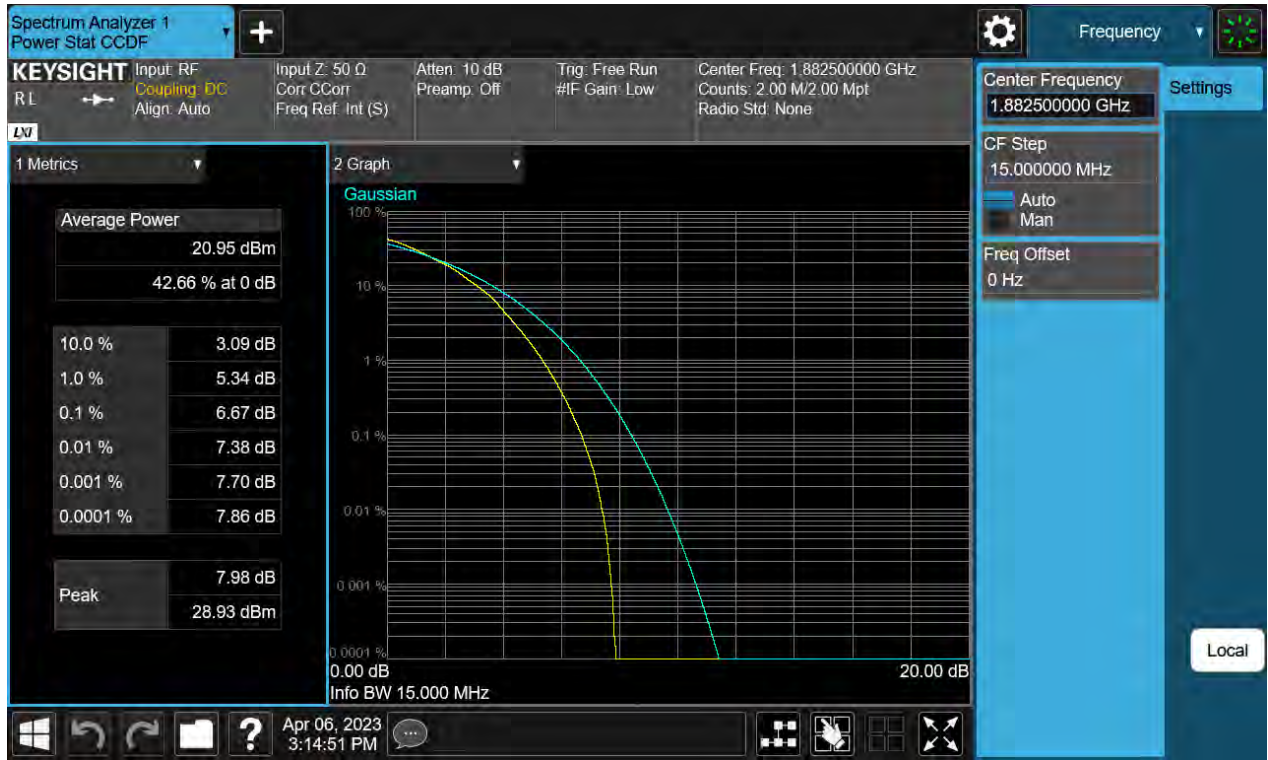 Spectrum Analyzer 1
Power Stat CCDF
Frequency
KEYSIGHT
RL
LXI
Input: RF
Coupling: DC
Align: Auto
Input Z: 50 Ω
Corr CCorr
Freq Ref: Int (S)
Atten: 10 dB
Preamp: Off
Trig: Free Run
#IF Gain: Low
Center Freq: 1.882500000 GHz
Counts: 2.00 M/2.00 Mpt
Radio Std: None
Center Frequency
1.882500000 GHz
Settings
CF Step
15.000000 MHz
Auto
Man
Freq Offset
0 Hz
Local
1 Metrics
Average Power
20.95 dBm
42.66 % at 0 dB
10.0 % 3.09 dB
1.0 % 5.34 dB
0.1 % 6.67 dB
0.01 % 7.38 dB
0.001 % 7.70 dB
0.0001 % 7.86 dB
Peak
7.98 dB
28.93 dBm
2 Graph
Gaussian
100 %
10 %
1 %
0.1 %
0.01 %
0.001 %
0.0001 %
0.00 dB 20.00 dB
Info BW 15.000 MHz
?
Apr 06, 2023
3:14:51 PM